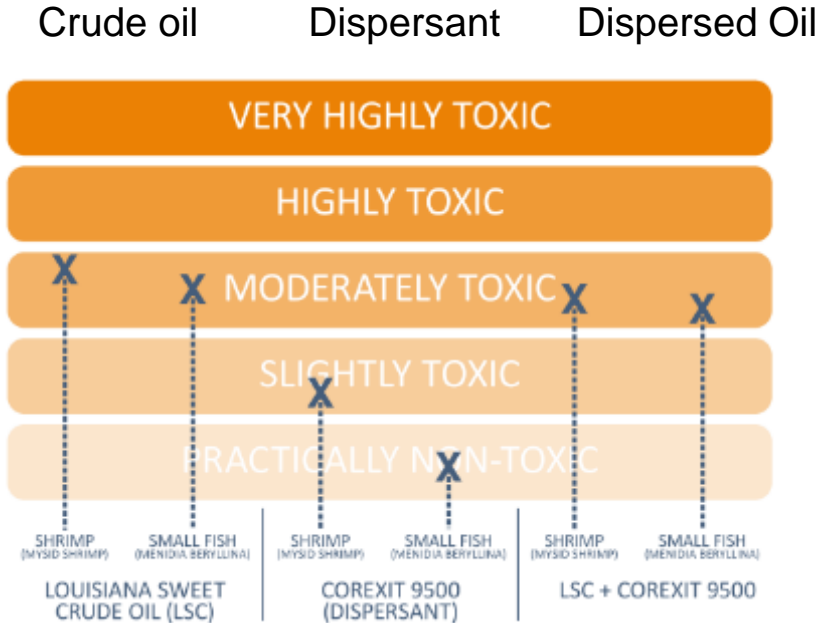 Crude oil Dispersant Dispersed Oil
VERY HIGHLY TOXIC
HIGHLY TOXIC
X X MODERATELY TOXIC X X
SLIGHTLY TOXIC
X
PRACTICALLY NON-TOXIC
X
SHRIMP SMALL FISH SHRIMP SMALL FISH SHRIMP SMALL FISH
(MYSID SHRIMP) (MENIDIA BERYLLINA) (MYSID SHRIMP) (MENIDIA BERYLLINA) (MYSID SHRIMP) (MENIDIA BERYLLINA)
LOUISIANA SWEET COREXIT 9500 LSC + COREXIT 9500
CRUDE OIL (LSC) (DISPERSANT)